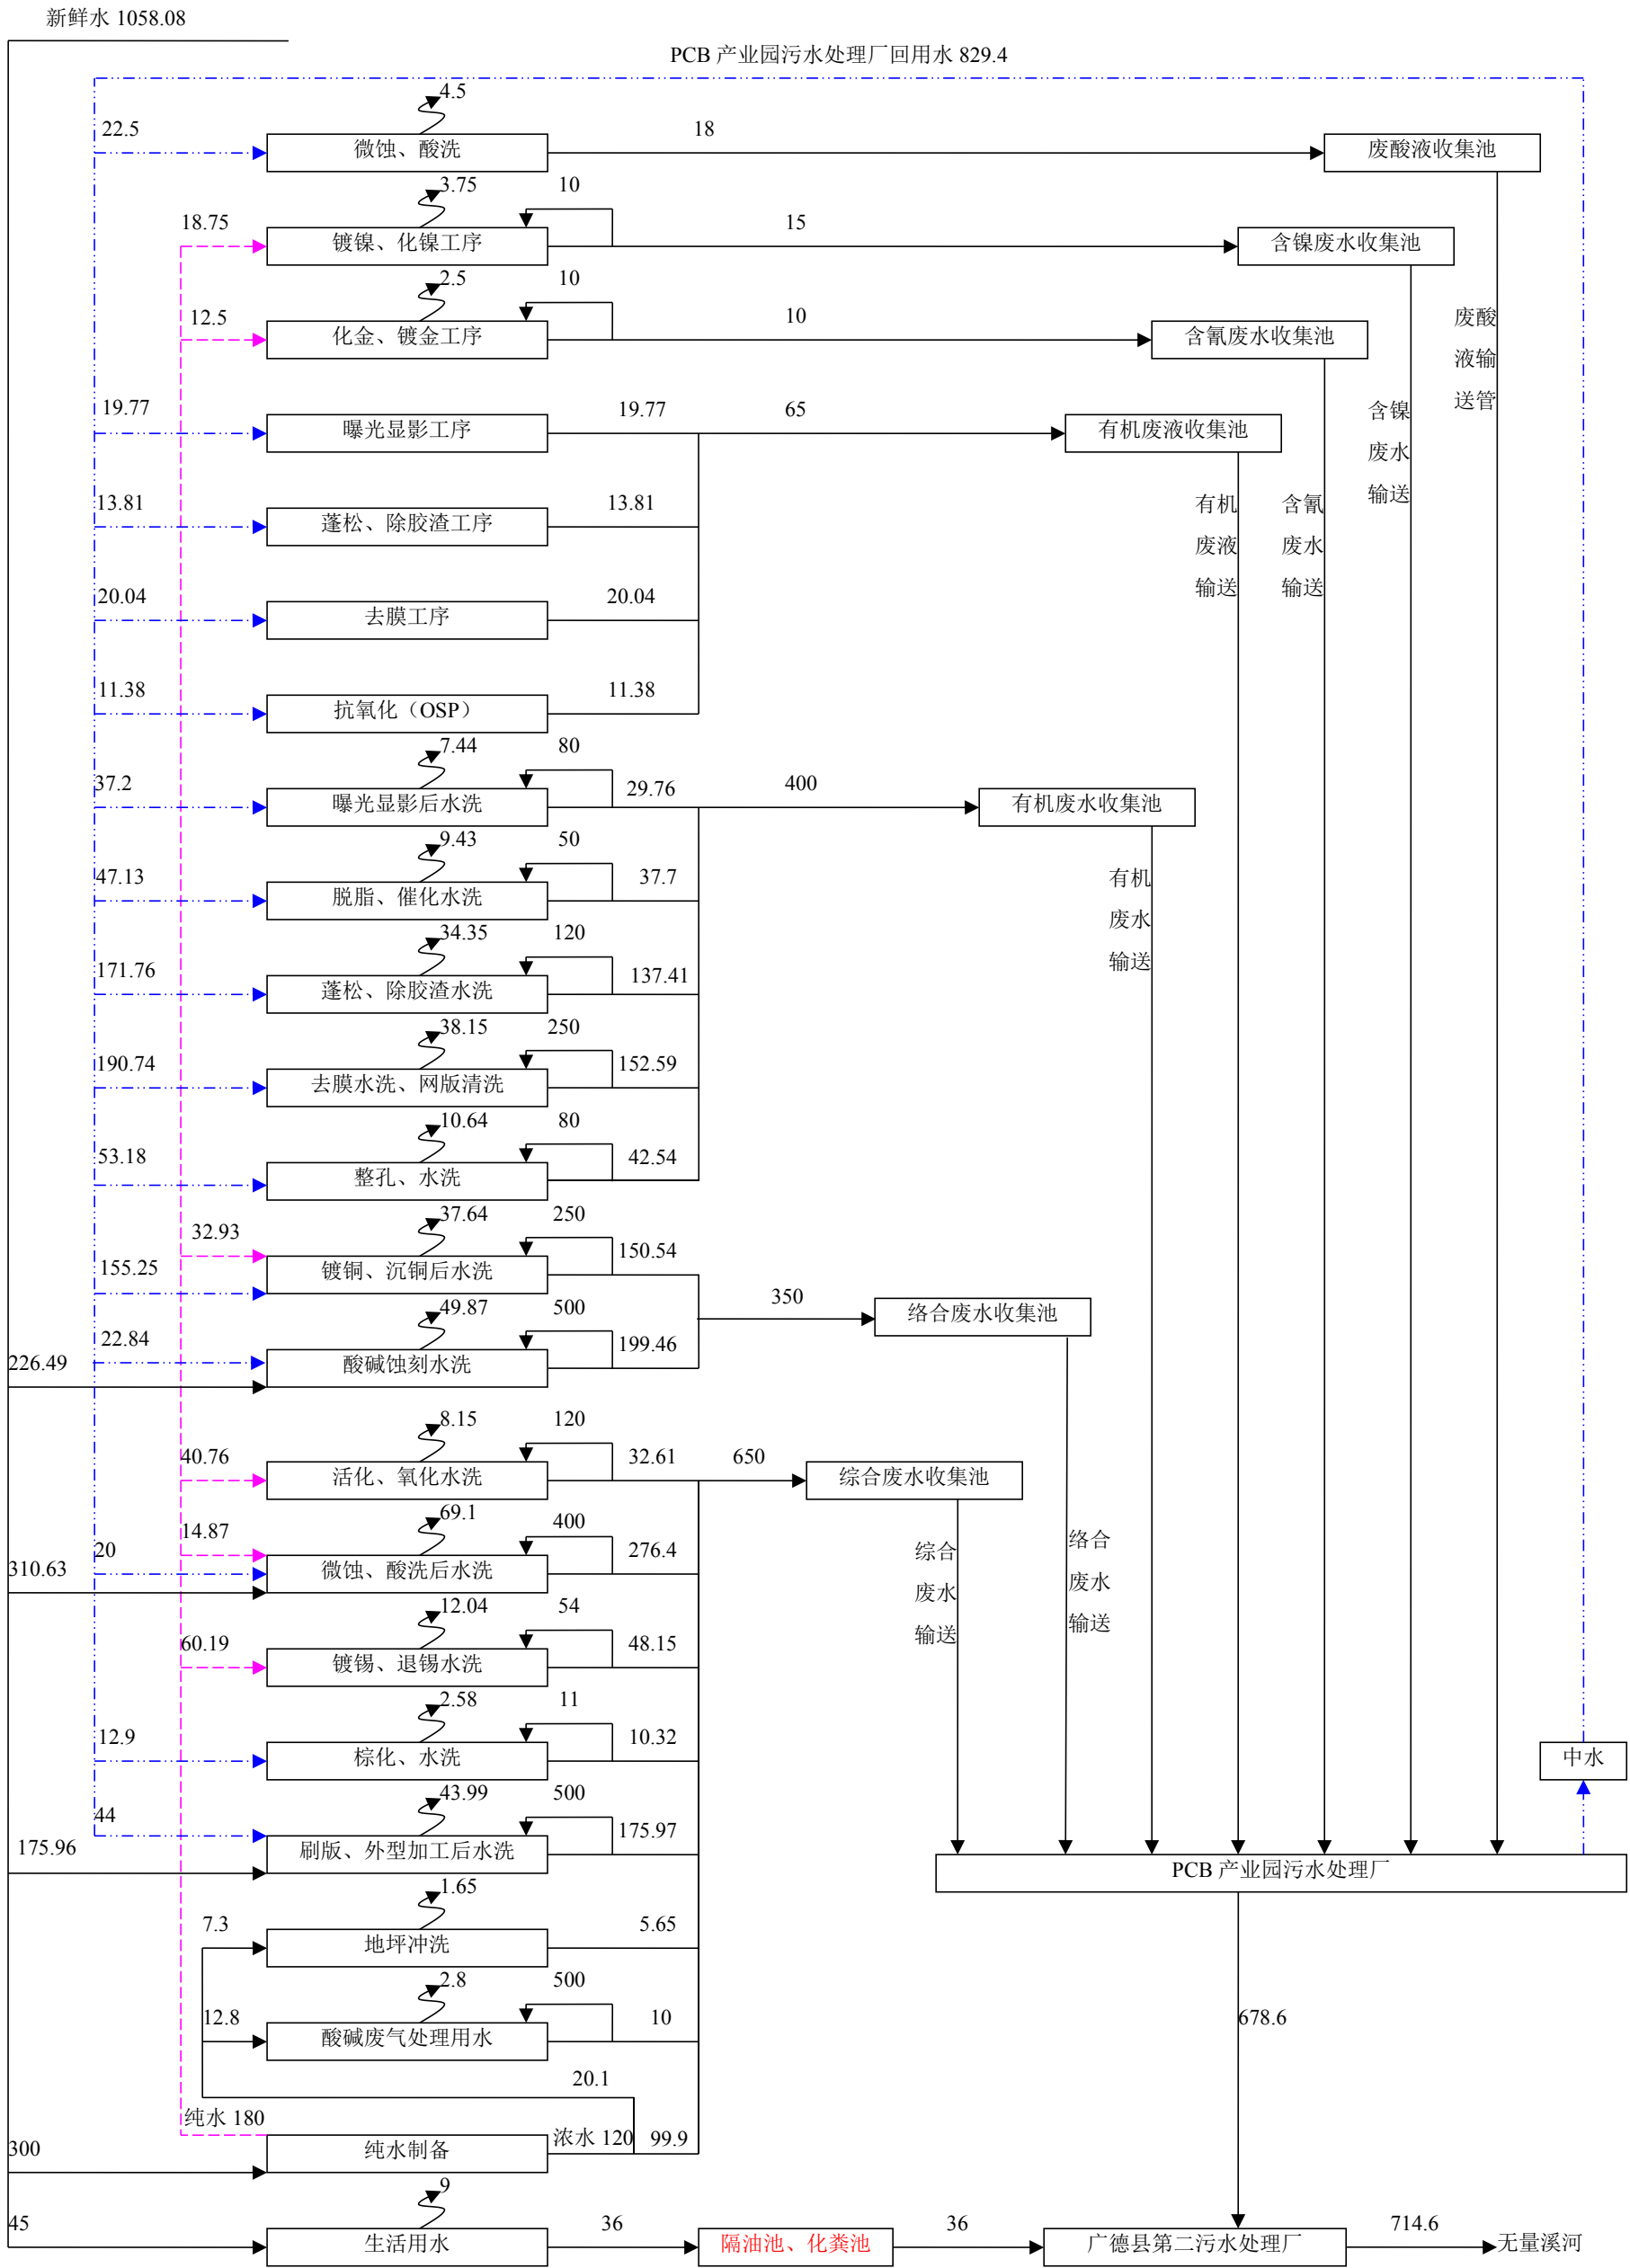 新鲜水 1058.08
PCB 产业园污水处理厂回用水 829.4
4.5
22.5
微蚀、酸洗
18
废酸液收集池
3.75
10
18.75
镀镍、化镍工序
15
含镍废水收集池
2.5
10
12.5
化金、镀金工序
10
含氰废水收集池
废酸
液输
送管
含镍
废水
输送
19.77
曝光显影工序
19.77
65
有机废液收集池
有机
废液
输送
含氰
废水
输送
13.81
蓬松、除胶渣工序
13.81
20.04
去膜工序
20.04
11.38
抗氧化（OSP）
11.38
7.44
80
37.2
曝光显影后水洗
29.76
400
有机废水收集池
9.43
50
47.13
脱脂、催化水洗
37.7
有机
废水
输送
34.35
120
171.76
蓬松、除胶渣水洗
137.41
38.15
250
190.74
去膜水洗、网版清洗
152.59
10.64
80
53.18
整孔、水洗
42.54
37.64
250
32.93
155.25
镀铜、沉铜后水洗
150.54
350
络合废水收集池
49.87
500
22.84
226.49
酸碱蚀刻水洗
199.46
8.15
120
40.76
活化、氧化水洗
32.61
650
综合废水收集池
69.1
400
14.87
20
310.63
微蚀、酸洗后水洗
276.4
综合
废水
输送
络合
废水
输送
12.04
54
60.19
镀锡、退锡水洗
48.15
2.58
11
12.9
棕化、水洗
10.32
中水
43.99
500
44
175.96
刷版、外型加工后水洗
175.97
PCB 产业园污水处理厂
1.65
7.3
地坪冲洗
5.65
2.8
500
12.8
酸碱废气处理用水
10
678.6
20.1
纯水 180
300
纯水制备
浓水 120
99.9
9
45
生活用水
36
隔油池、化粪池
36
广德县第二污水处理厂
714.6
无量溪河